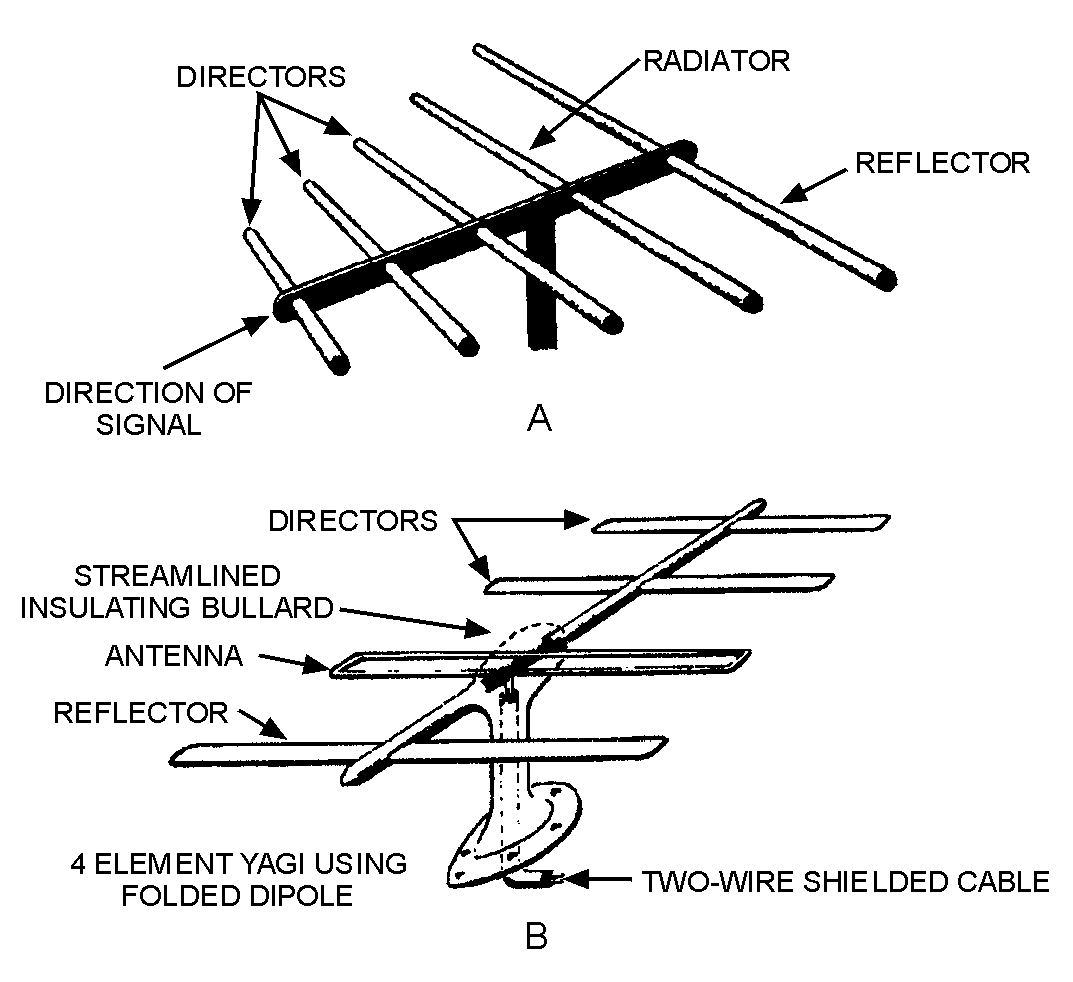 DIRECTORS
RADIATOR
REFLECTOR
DIRECTION OF
SIGNAL
A
DIRECTORS
STREAMLINED
INSULATING BULLARD
ANTENNA
REFLECTOR
4 ELEMENT YAGI USING
FOLDED DIPOLE
TWO-WIRE SHIELDED CABLE
B